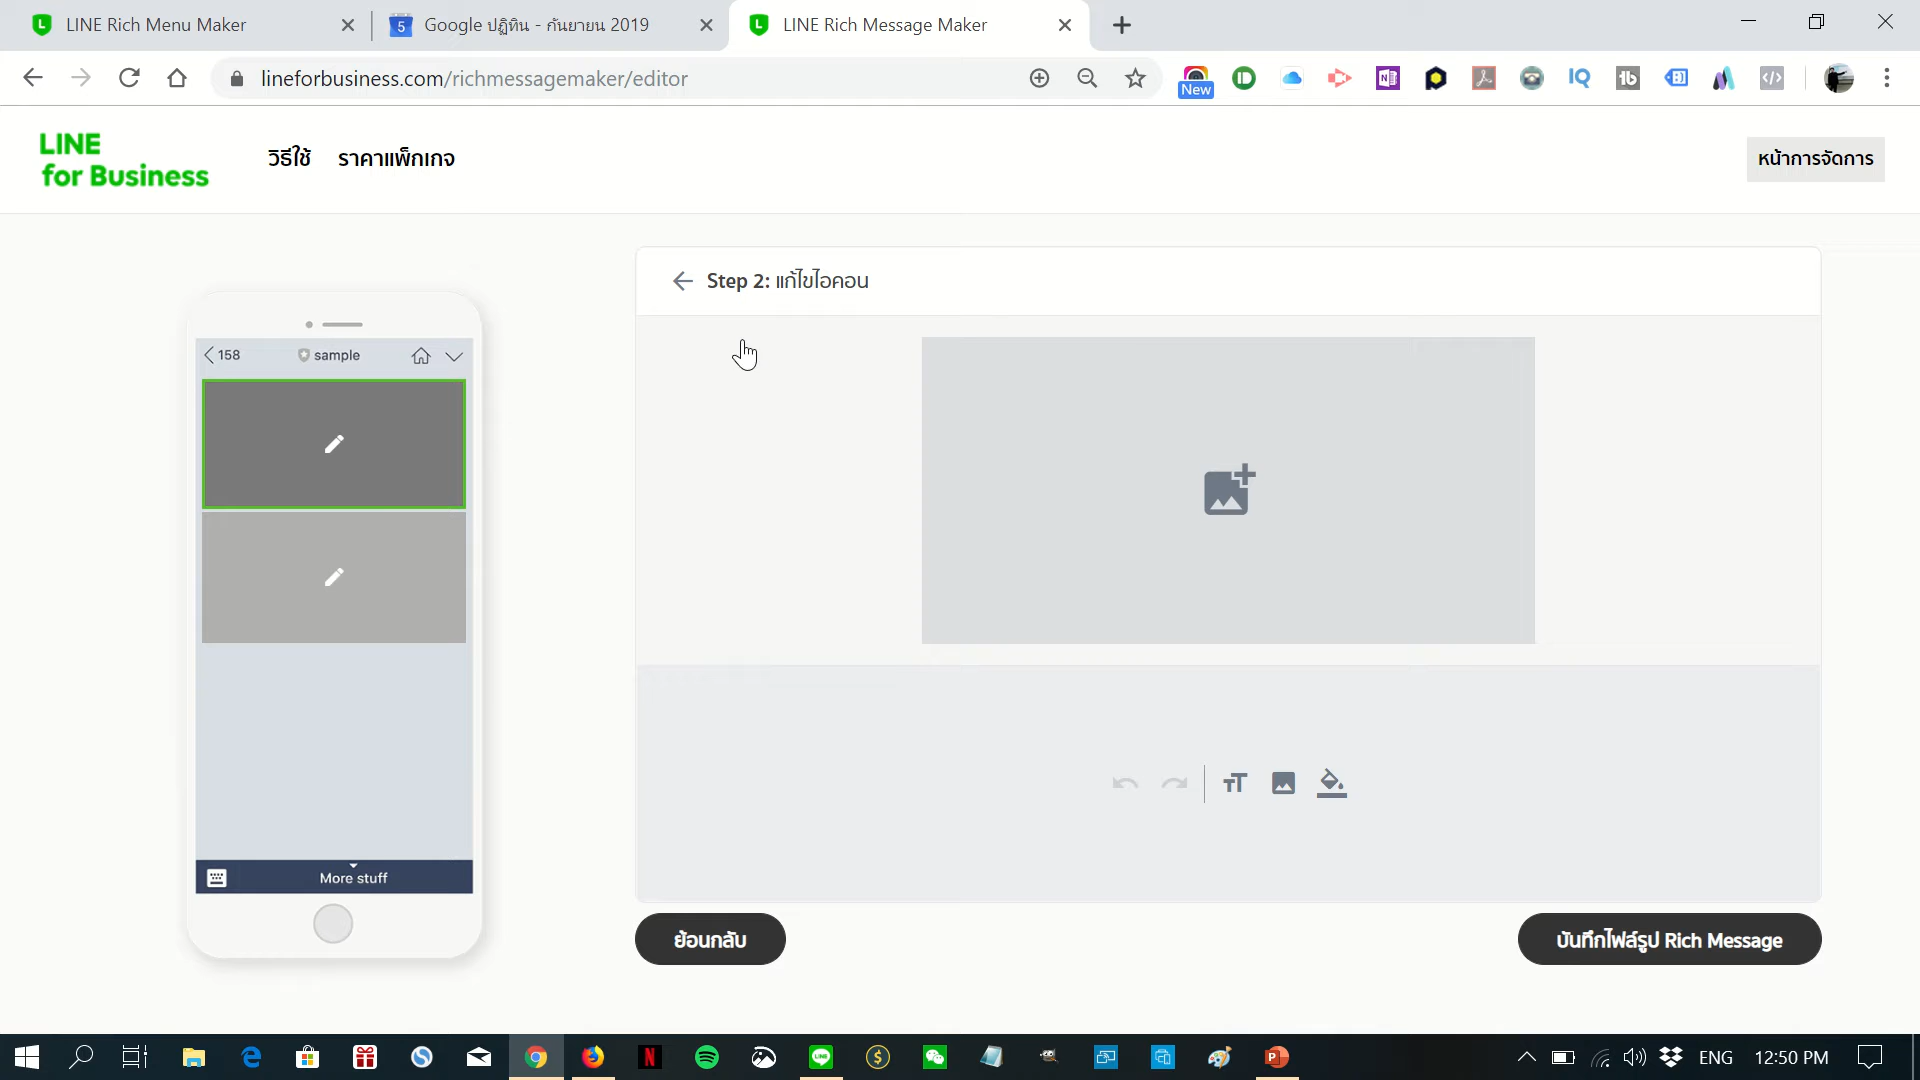 LINE Rich Menu Maker
5
Google ปฏิทิน - กันยายน 2019
LINE Rich Message Maker
lineforbusiness.com/richmessagemaker/editor
New
LINE
for Business
วิธีใช้
ราคาแพ็กเกจ
หน้าการจัดการ
158
sample
More stuff
Step 2: แก้ไขไอคอน
ย้อนกลับ
บันทึกไฟล์รูป Rich Message
ENG
12:50 PM